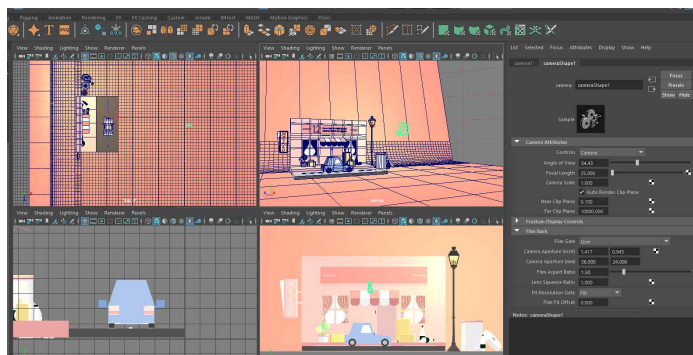 Rigging Animation Rendering FX FX Caching Custom Arnold Bifrost MASH Motion Graphics XGen
View Shading Lighting Show Renderer Panels
View Shading Lighting Show Renderer Panels
List Selected Focus Attributes Display Show Help
camera1 cameraShape1
Focus
camera: cameraShape1
Presets
Show Hide
Sample
12
Camera Attributes
Controls Camera
Angle of View 54.43
Focal Length 35.000
Camera Scale 1.000
Auto Render Clip Plane
Near Clip Plane 0.100
Far Clip Plane 10000.000
persp
View Shading Lighting Show Renderer Panels
View Shading Lighting Show Renderer Panels
Frustum Display Controls
Film Back
Film Gate User
Camera Aperture (inch) 1.417 0.945
Camera Aperture (mm) 36.000 24.000
Film Aspect Ratio 1.50
Lens Squeeze Ratio 1.000
Fit Resolution Gate Fill
Film Fit Offset 0.000
Notes: cameraShape1